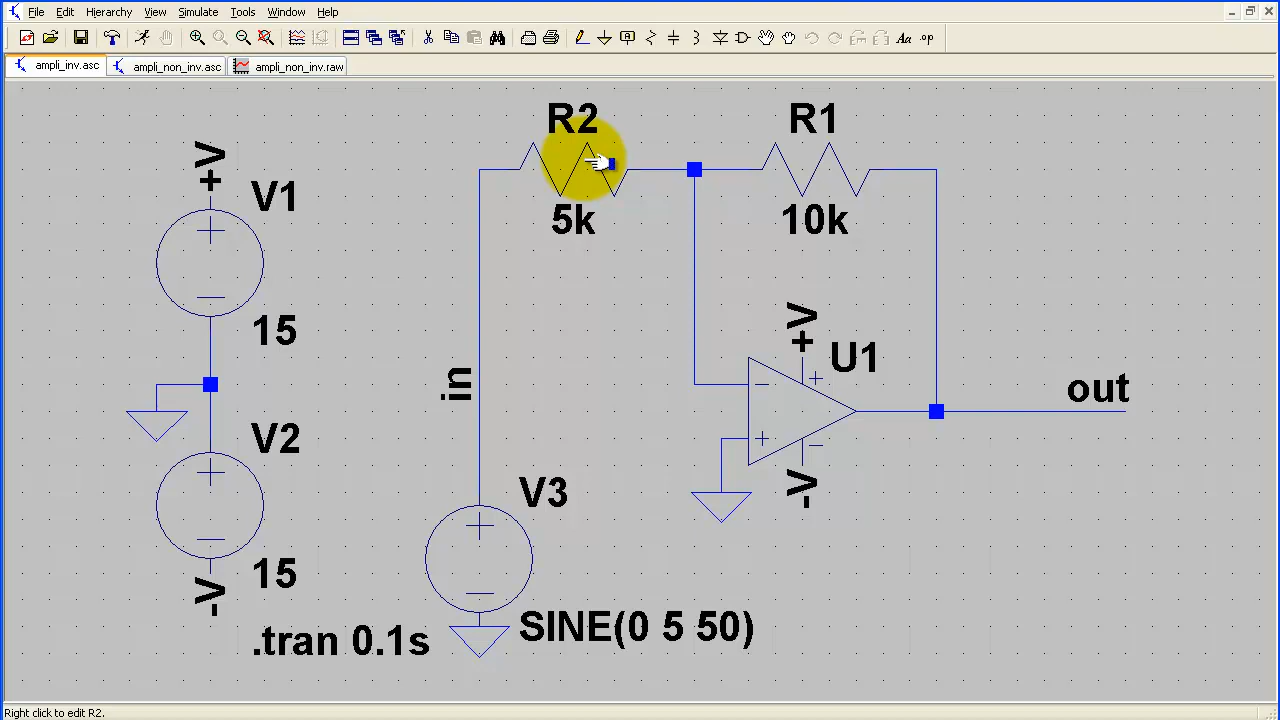 File Edit Hierarchy View Simulate Tools Window Help
Aa .op
ampli_inv.asc ampli_non_inv.asc ampli_non_inv.raw
R2 R1
+V
V1
5k 10k
15
+V
U1
in
out
V2
V3
-V
15
-V
SINE(0 5 50)
.tran 0.1s
Right click to edit R2.